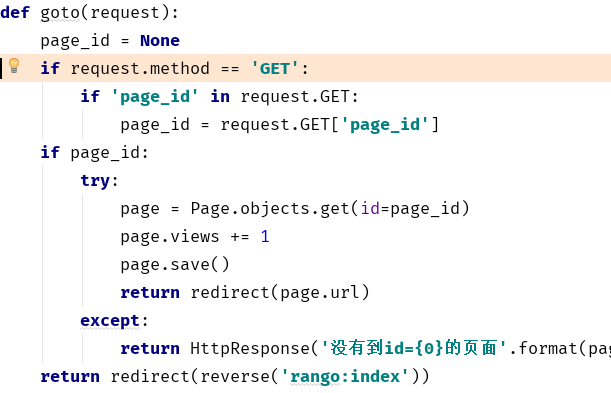 def goto(request):
    page_id = None
    if request.method == 'GET':
        if 'page_id' in request.GET:
            page_id = request.GET['page_id']
    if page_id:
        try:
            page = Page.objects.get(id=page_id)
            page.views += 1
            page.save()
            return redirect(page.url)
        except:
            return HttpResponse('没有到id={0}的页面'.format(
    return redirect(reverse('rango:index'))